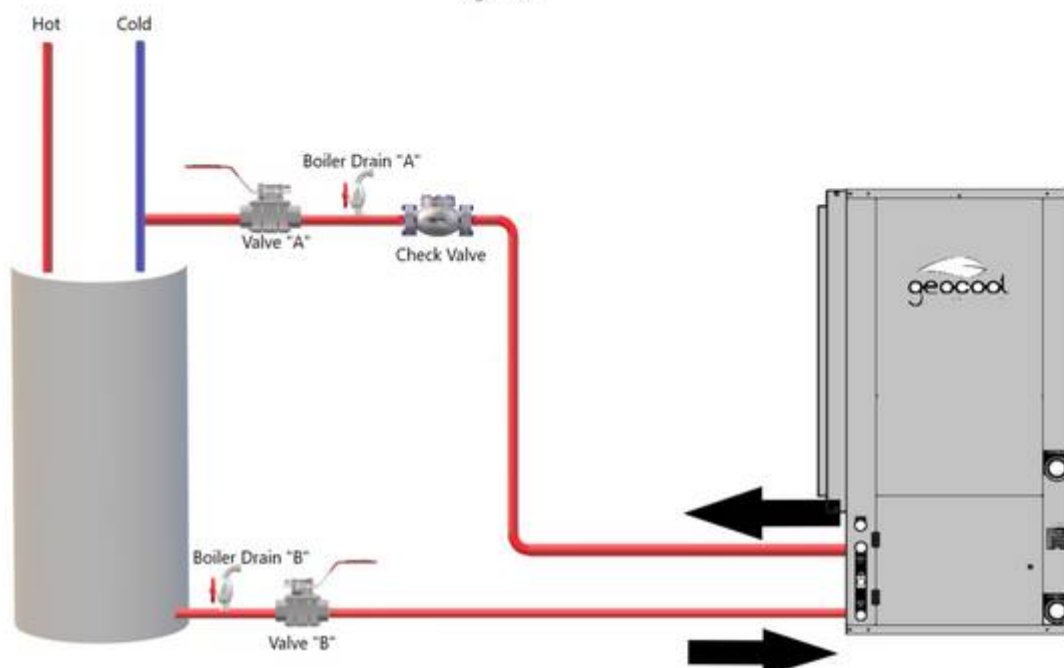 Hot
Cold
Boiler Drain "A"
Valve "A"
Check Valve
geocool
Boiler Drain "B"
Valve "B"